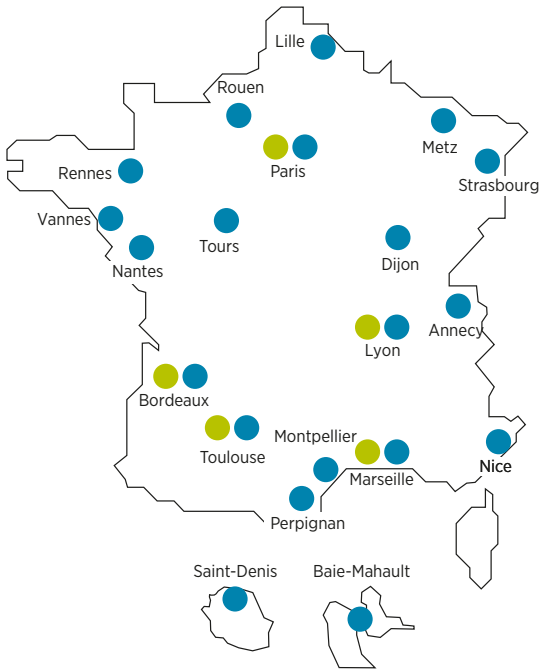 Lille
Rouen
Paris
Metz
Strasbourg
Rennes
Vannes
Nantes
Tours
Dijon
Annecy
Lyon
Bordeaux
Toulouse
Montpellier
Marseille
Nice
Perpignan
Saint-Denis
Baie-Mahault